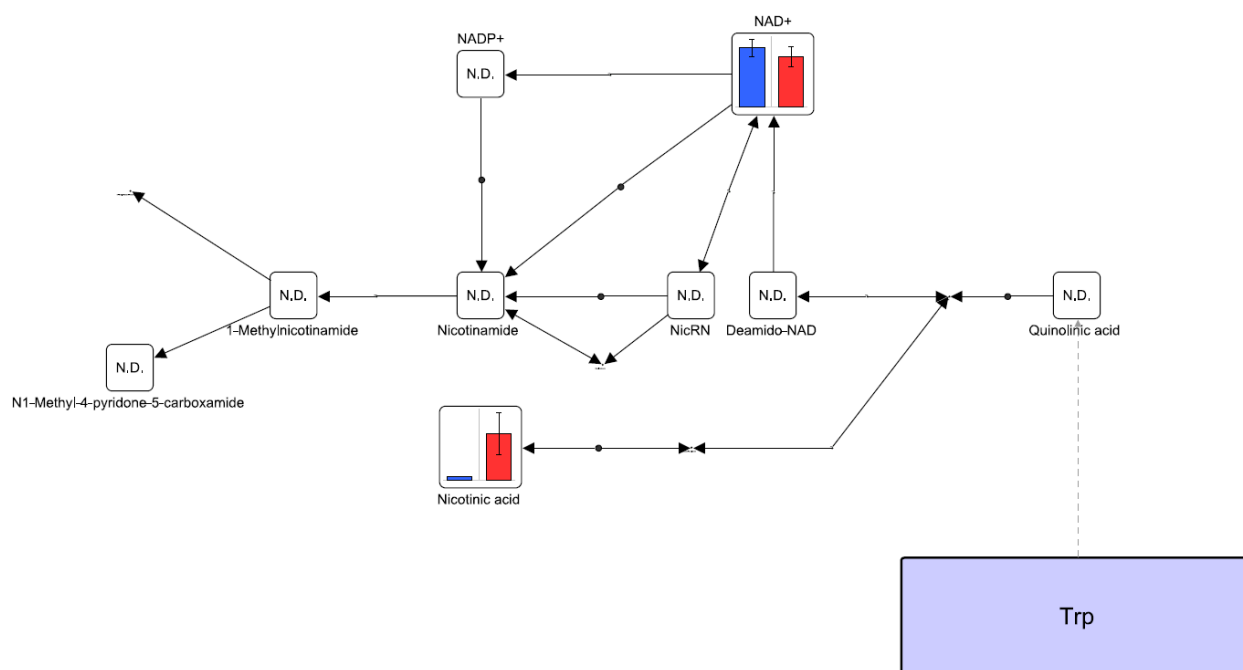 NAD+
NADP+
N.D.
N.D.
N.D.
N.D.
N.D.
N.D.
1-Methylnicotinamide
Nicotinamide
NicRN
Deamido-NAD
Quinolinic acid
N.D.
N1-Methyl-4-pyridone-5-carboxamide
Nicotinic acid
Trp